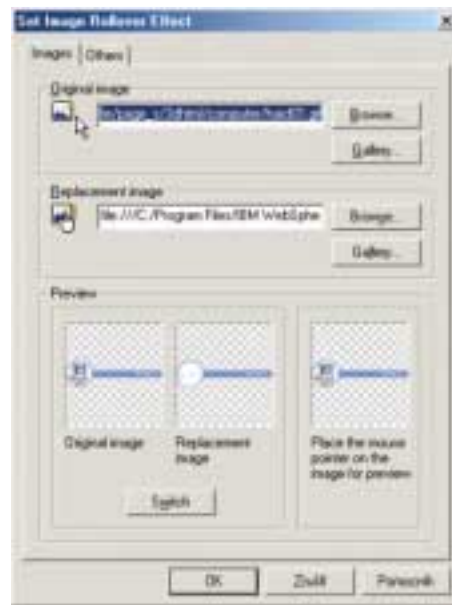 Set Image Rollover Effect
Images
Others
Original image
Browse...
Gallery...
Replacement image
file:///C:/Program Files/IBM WebSphe
Browse...
Gallery...
Preview
Original image
Replacement image
Place the mouse pointer on the image for preview
Switch
OK
Zrušit